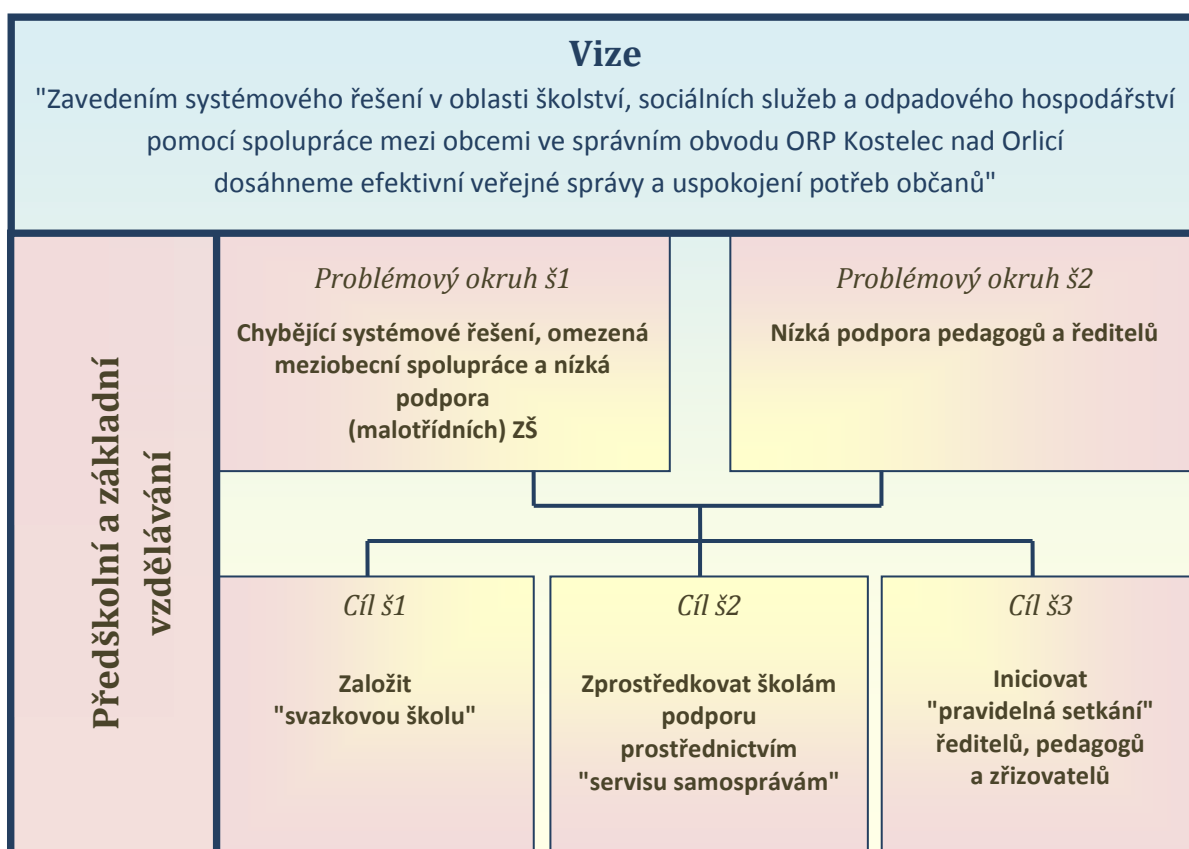 Vize
"Zavedením systémového řešení v oblasti školství, sociálních služeb a odpadového hospodářství
pomocí spolupráce mezi obcemi ve správním obvodu ORP Kostelec nad Orlicí
dosáhneme efektivní veřejné správy a uspokojení potřeb občanů"
Předškolní a základní
vzdělávání
Problémový okruh š1
Chybějící systémové řešení, omezená
meziobecní spolupráce a nízká
podpora
(malotřídních) ZŠ
Problémový okruh š2
Nízká podpora pedagogů a ředitelů
Cíl š1
Založit
"svazkovou školu"
Cíl š2
Zprostředkovat školám
podporu
prostřednictvím
"servisu samosprávám"
Cíl š3
Iniciovat
"pravidelná setkání"
ředitelů, pedagogů
a zřizovatelů